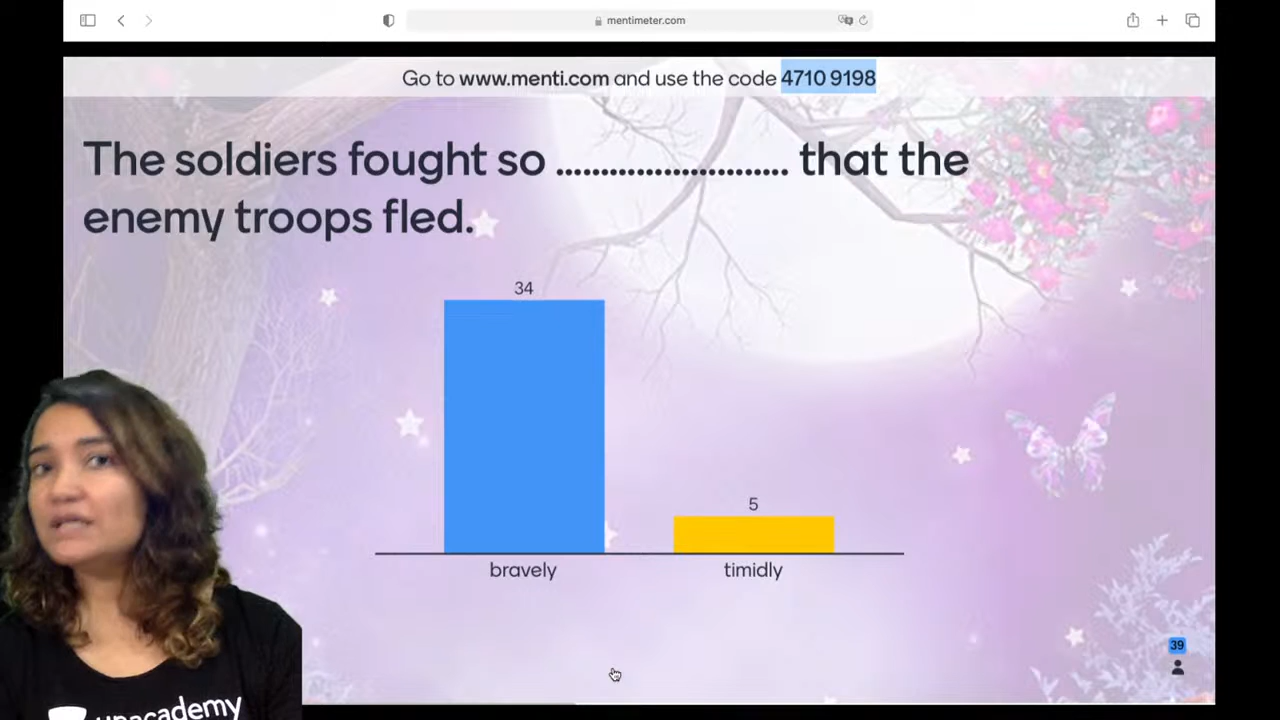 mentimeter.com
Go to www.menti.com and use the code 4710 9198
The soldiers fought so .......................... that the
enemy troops fled.
34
5
bravely
timidly
39
unacademy